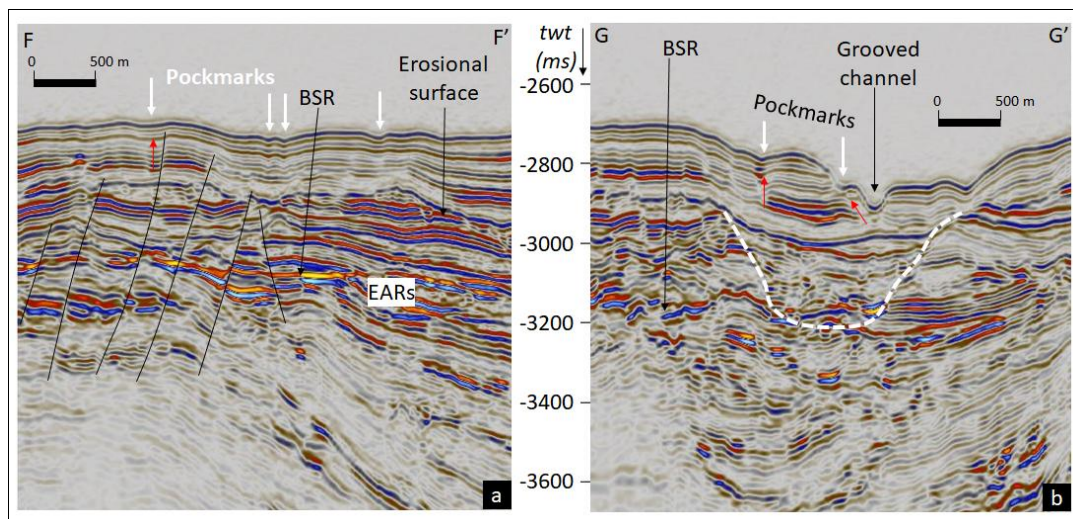 F
F'
0 500 m
Pockmarks
BSR
Erosional
surface
EARs
a
twt
(ms)
-2600
-2800
-3000
-3200
-3400
-3600
G
G'
BSR
Grooved
channel
Pockmarks
0 500 m
b